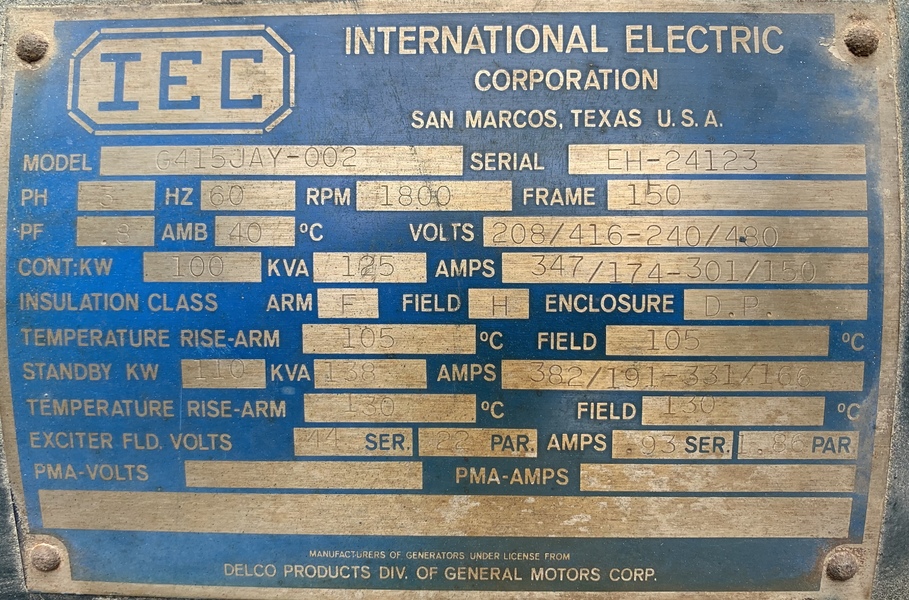 IEC
INTERNATIONAL ELECTRIC
CORPORATION
SAN MARCOS, TEXAS U.S.A.
MODEL G415JAY-002 SERIAL EH-24123
PH 3 HZ 60 RPM 1800 FRAME 150
PF .8 AMB 40 ºC VOLTS 208/416-240/480
CONT:KW 100 KVA 125 AMPS 347/174-301/150
INSULATION CLASS ARM F FIELD H ENCLOSURE D.P.
TEMPERATURE RISE-ARM 105 ºC FIELD 105 ºC
STANDBY KW 110 KVA 138 AMPS 382/191-331/166
TEMPERATURE RISE-ARM 130 ºC FIELD 130 ºC
EXCITER FLD. VOLTS 44 SER. 22 PAR. AMPS .93 SER. 1.86 PAR.
PMA-VOLTS PMA-AMPS
MANUFACTURERS OF GENERATORS UNDER LICENSE FROM
DELCO PRODUCTS DIV. OF GENERAL MOTORS CORP.